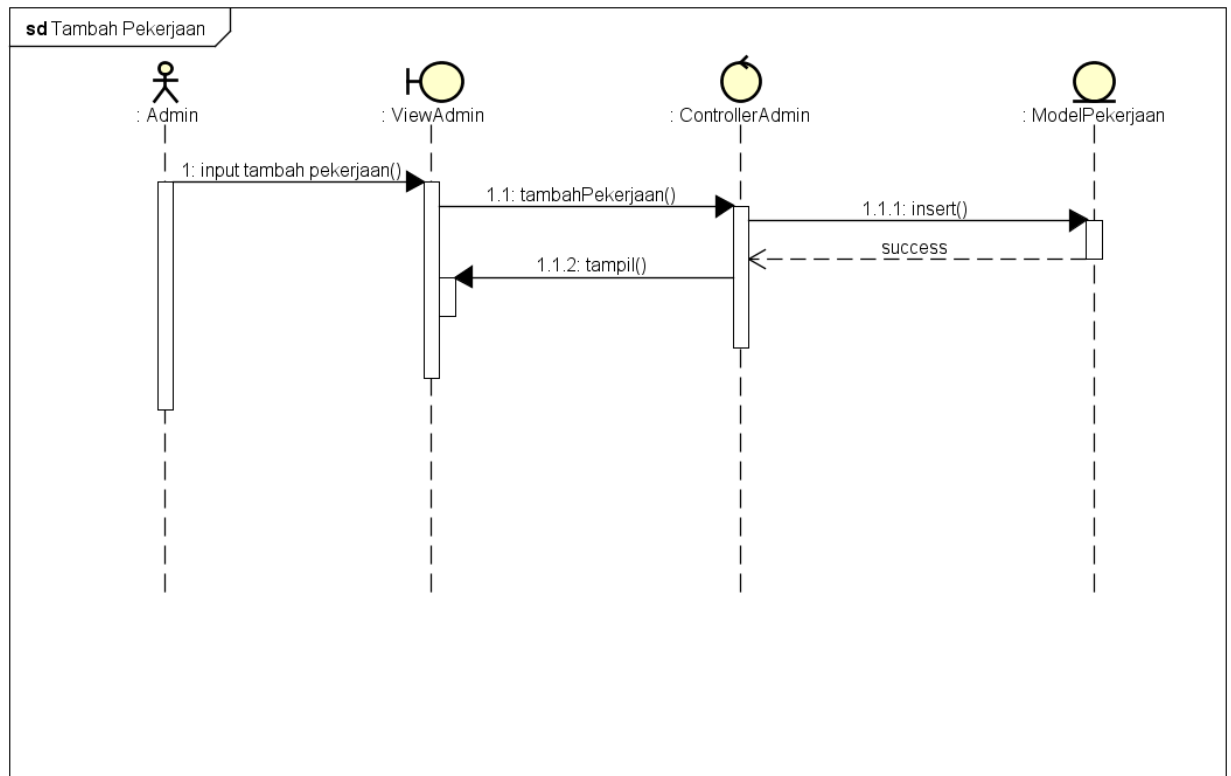 sd Tambah Pekerjaan
: Admin
: ViewAdmin
: ControllerAdmin
: ModelPekerjaan
1: input tambah pekerjaan()
1.1: tambahPekerjaan()
1.1.1: insert()
success
1.1.2: tampil()